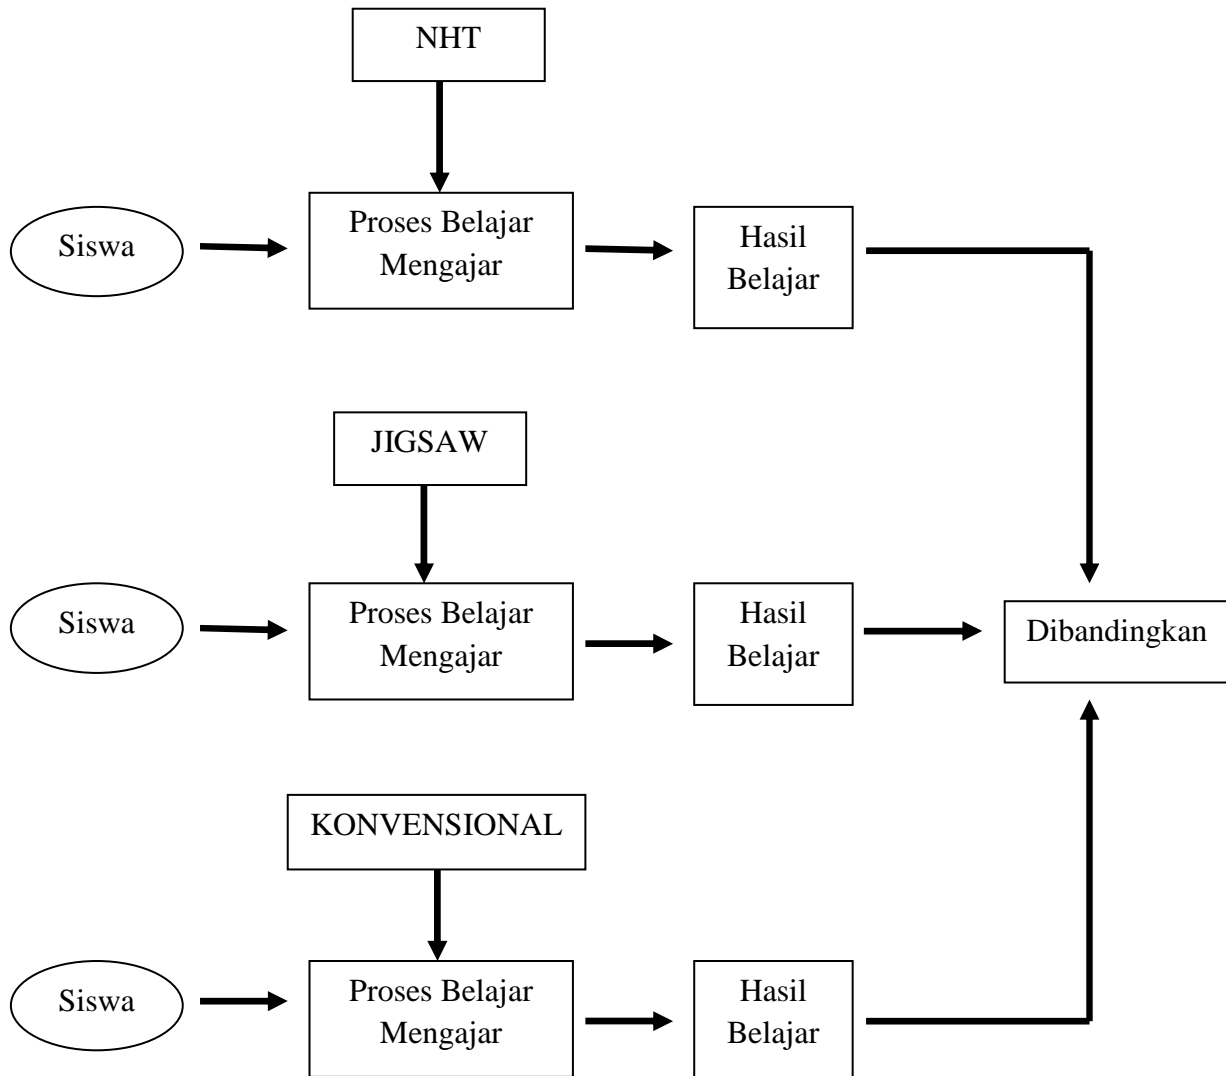 NHT
Siswa
Proses Belajar
Mengajar
Hasil
Belajar
JIGSAW
Siswa
Proses Belajar
Mengajar
Hasil
Belajar
Dibandingkan
KONVENSIONAL
Siswa
Proses Belajar
Mengajar
Hasil
Belajar